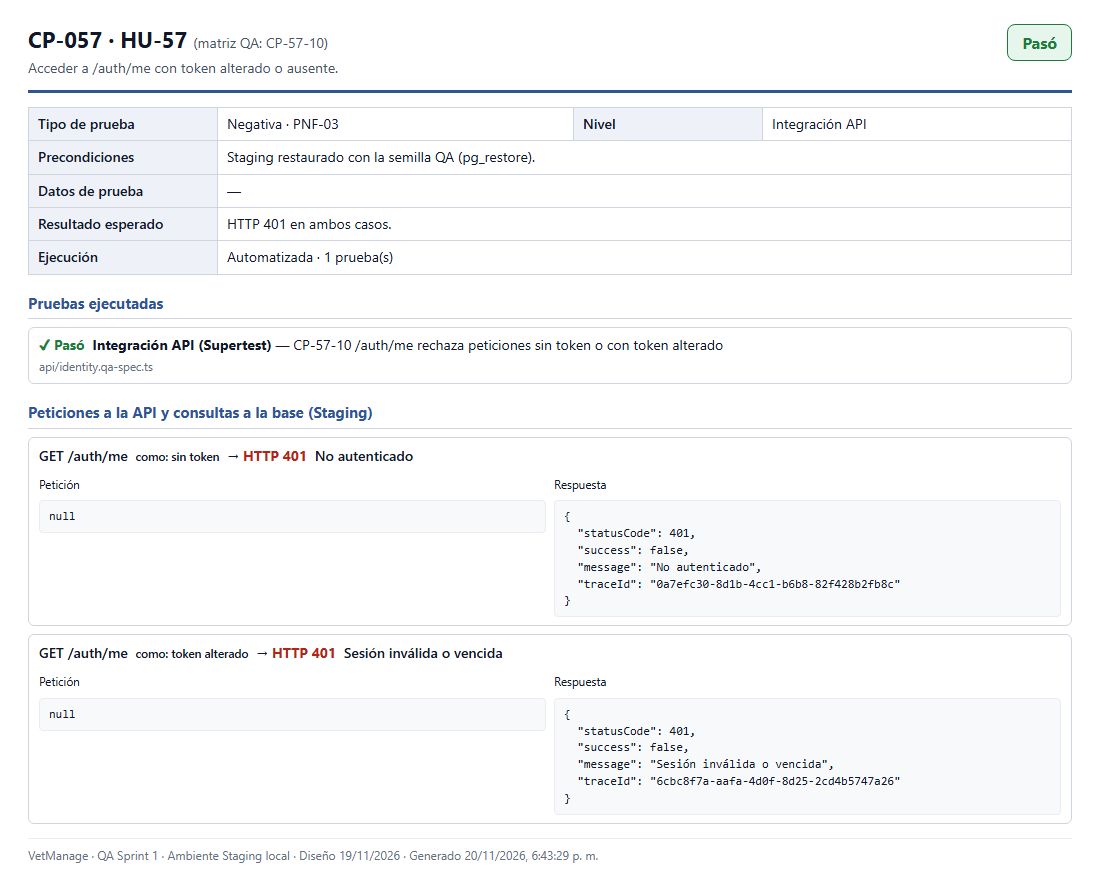 CP-057 · HU-57 (matriz QA: CP-57-10)
Pasó
Acceder a /auth/me con token alterado o ausente.
Tipo de prueba Negativa · PNF-03 Nivel Integración API
Precondiciones Staging restaurado con la semilla QA (pg_restore).
Datos de prueba —
Resultado esperado HTTP 401 en ambos casos.
Ejecución Automatizada · 1 prueba(s)
Pruebas ejecutadas
✓ Pasó Integración API (Supertest) — CP-57-10 /auth/me rechaza peticiones sin token o con token alterado
api/identity.qa-spec.ts
Peticiones a la API y consultas a la base (Staging)
GET /auth/me como: sin token → HTTP 401 No autenticado
Petición
null
Respuesta
{
"statusCode": 401,
"success": false,
"message": "No autenticado",
"traceId": "0a7efc30-8d1b-4cc1-b6b8-82f428b2fb8c"
}
GET /auth/me como: token alterado → HTTP 401 Sesión inválida o vencida
Petición
null
Respuesta
{
"statusCode": 401,
"success": false,
"message": "Sesión inválida o vencida",
"traceId": "6cbc8f7a-aafa-4d0f-8d25-2cd4b5747a26"
}
VetManage · QA Sprint 1 · Ambiente Staging local · Diseño 19/11/2026 · Generado 20/11/2026, 6:43:29 p. m.